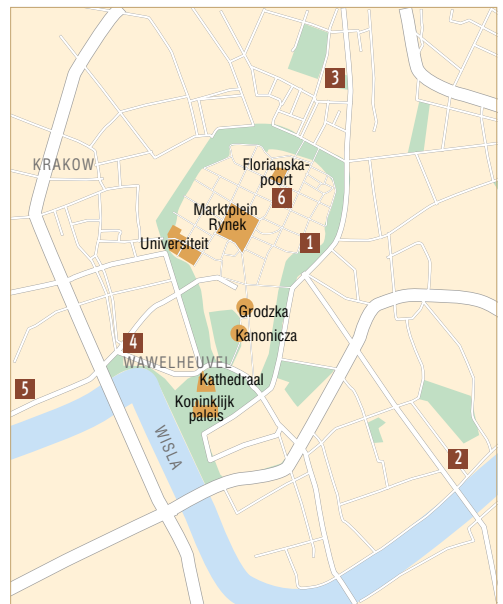 3
KRAKOW
Florianska-
poort
6
Marktplein
Rynek
1
Universiteit
Grodzka
Kanonicza
4
WAWELHEUVEL
5
Kathedraal
Koninklijk
paleis
WISLA
2